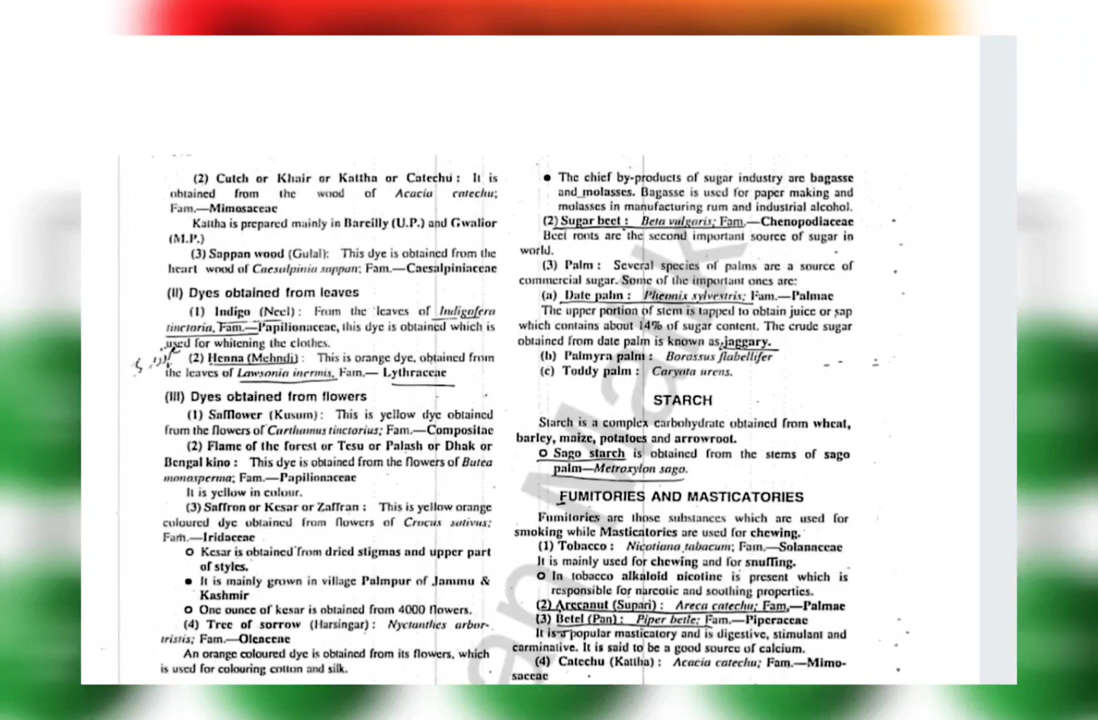 (2) Cutch or Khair or Kattha or Catechu : It is
obtained from the wood of Acacia catechu;
Fam.—Mimosaceae
Kattha is prepared mainly in Bareilly (U.P.) and Gwalior
(M.P.)
(3) Sappan wood (Gulal): This dye is obtained from the
heart wood of Caesalpinia sappan; Fam.—Caesalpiniaceae
(II) Dyes obtained from leaves
(1) Indigo (Neel) : From the leaves of Indigofera
tinctoria, Fam.—Papilionaceae, this dye is obtained which is
used for whitening the clothes.
(2) Henna (Mehndi) : This is orange dye, obtained from
the leaves of Lawsonia inermis, Fam.— Lythraceae
(III) Dyes obtained from flowers
(1) Safflower (Kusum) : This is yellow dye obtained
from the flowers of Carthamus tinctorius; Fam.—Compositae
(2) Flame of the forest or Tesu or Palash or Dhak or
Bengal kino : This dye is obtained from the flowers of Butea
monosperma; Fam.—Papilionaceae
It is yellow in colour.
(3) Saffron or Kesar or Zaffran : This is yellow orange
coloured dye obtained from flowers of Crocus sativus;
Fam.—Iridaceae
o Kesar is obtained from dried stigmas and upper part
of styles.
• It is mainly grown in village Palmpur of Jammu &
Kashmir
o One ounce of kesar is obtained from 4000 flowers.
(4) Tree of sorrow (Harsingar) : Nyctanthes arbor-
tristis; Fam.—Oleaceae
An orange coloured dye is obtained from its flowers, which
is used for colouring cotton and silk.
• The chief by-products of sugar industry are bagasse
and molasses. Bagasse is used for paper making and
molasses in manufacturing rum and industrial alcohol.
(2) Sugar beet : Beta vulgaris; Fam.—Chenopodiaceae
Beet roots are the second important source of sugar in
world.
(3) Palm : Several species of palms are a source of
commercial sugar. Some of the important ones are:
(a) Date palm : Phoenix sylvestris; Fam.—Palmae
The upper portion of stem is tapped to obtain juice or sap
which contains about 14% of sugar content. The crude sugar
obtained from date palm is known as jaggary.
(b) Palmyra palm : Borassus flabellifer
(c) Toddy palm : Caryota urens.
STARCH
Starch is a complex carbohydrate obtained from wheat,
barley, maize, potatoes and arrowroot.
o Sago starch is obtained from the stems of sago
palm—Metroxylon sago.
FUMITORIES AND MASTICATORIES
Fumitories are those substances which are used for
smoking while Masticatories are used for chewing.
(1) Tobacco : Nicotiana tabacum; Fam.—Solanaceae
It is mainly used for chewing and for snuffing.
o In tobacco alkaloid nicotine is present which is
responsible for narcotic and soothing properties.
(2) Arecanut (Supari) : Areca catechu; Fam.—Palmae
(3) Betel (Pan) : Piper betle; Fam.—Piperaceae
It is a popular masticatory and is digestive, stimulant and
carminative. It is said to be a good source of calcium.
(4) Catechu (Kattha) : Acacia catechu; Fam.—Mimo-
saceae